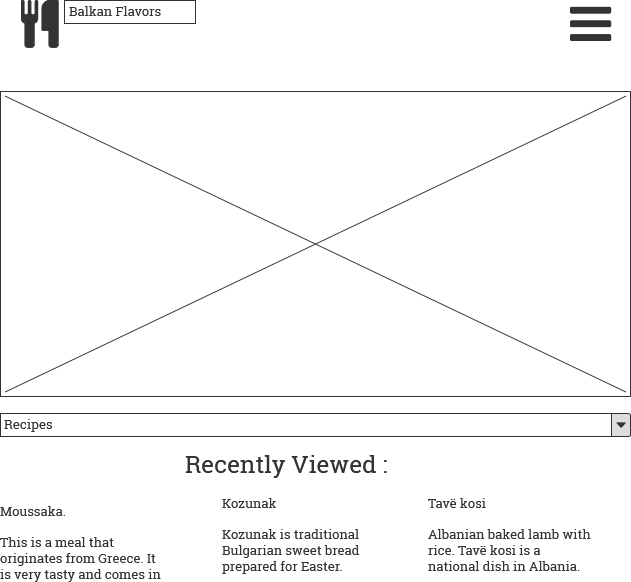 Balkan Flavors
Recipes
Recently Viewed :
Moussaka.
This is a meal that
originates from Greece. It
is very tasty and comes in
Kozunak
Kozunak is traditional
Bulgarian sweet bread
prepared for Easter.
Tavë kosi
Albanian baked lamb with
rice. Tavë kosi is a
national dish in Albania.